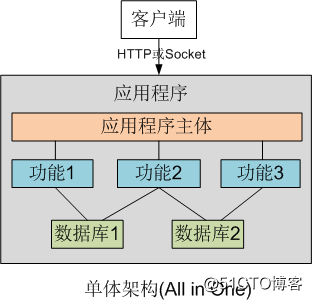 客户端
HTTP或Socket
应用程序
应用程序主体
功能1 功能2 功能3
数据库1 数据库2
单体架构(All in One)
@51CTO博客